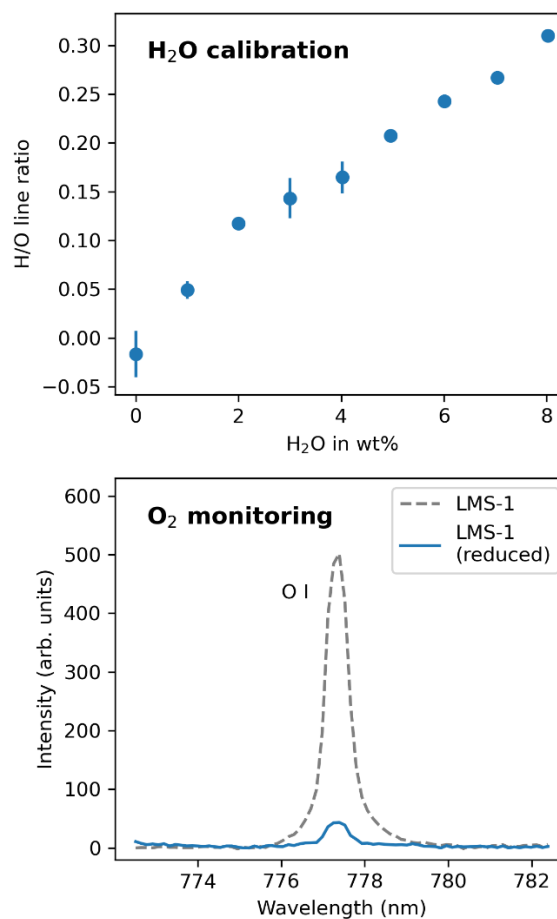 H₂O calibration
H/O line ratio
0.30
0.25
0.20
0.15
0.10
0.05
0.00
−0.05
0 2 4 6 8
H₂O in wt%
O₂ monitoring
LMS-1
LMS-1
(reduced)
O I
Intensity (arb. units)
600
500
400
300
200
100
0
774 776 778 780 782
Wavelength (nm)